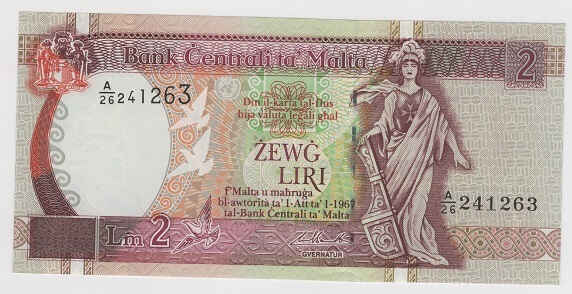 Bank Ċentrali ta' Malta
2
A/26 241263
Din il-karta tal-flus
hija valuta legali għal
ŻEWĠ
LIRI
f'Malta u maħruġa
bl-awtorità ta' l-Att ta' l-1967
tal-Bank Ċentrali ta' Malta
A/26 241263
Lm 2
GVERNATUR